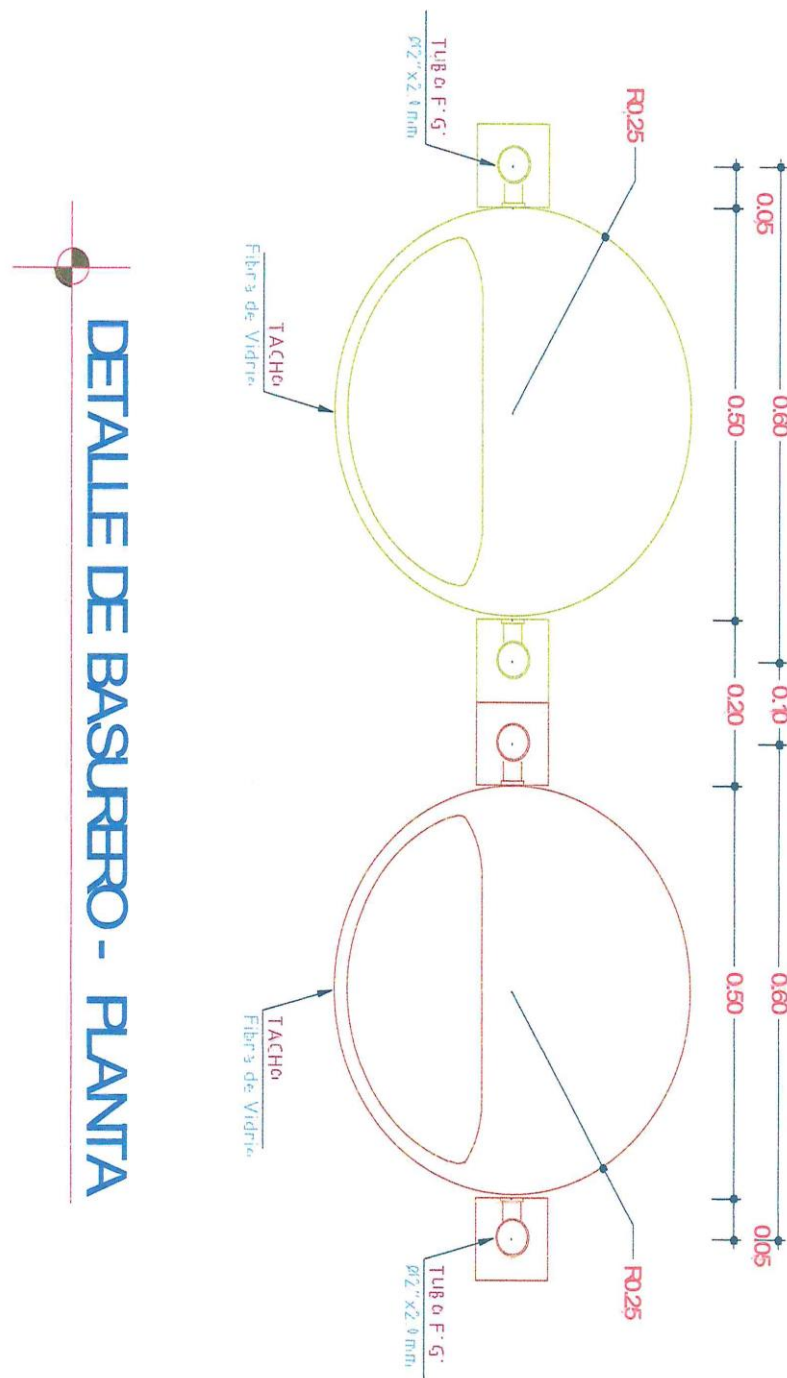 0.60 0.10 0.60
0.05 0.05
0.50 0.20 0.50
R0.25 R0.25
TUBO F°G° TUBO F°G°
Ø2"x2.0mm Ø2"x2.0mm
TACHO TACHO
Fibra de Vidrio Fibra de Vidrio
DETALLE DE BASURERO - PLANTA